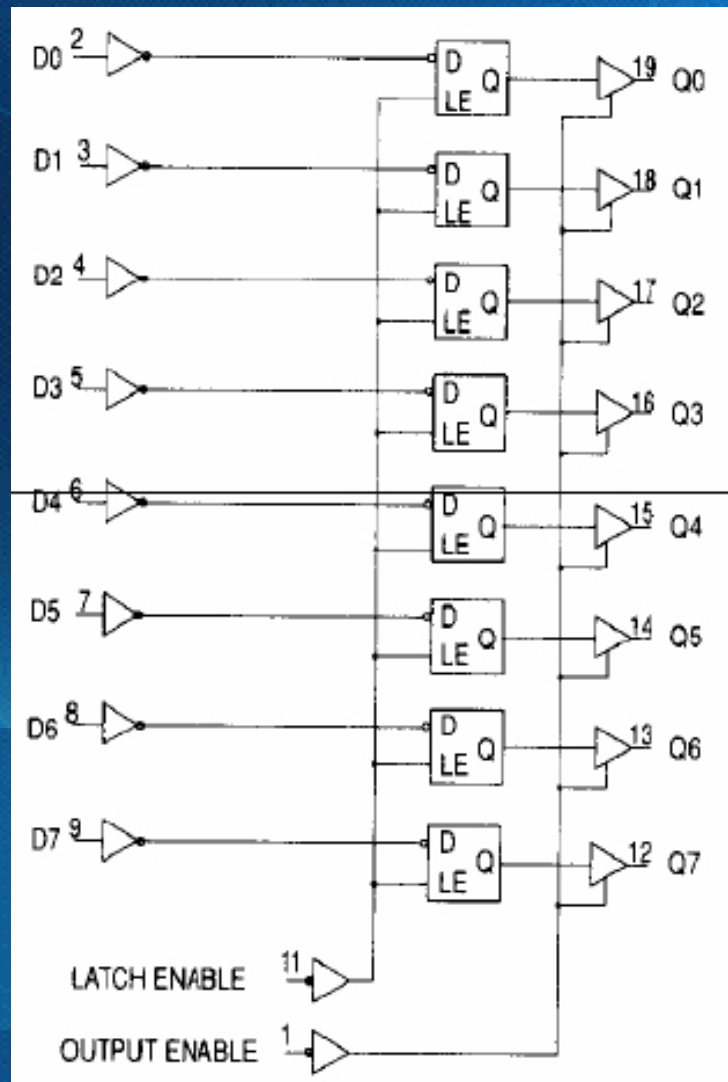 D0 2 D Q LE 19 Q0
D1 3 D Q LE 18 Q1
D2 4 D Q LE 17 Q2
D3 5 D Q LE 16 Q3
D4 6 D Q LE 15 Q4
D5 7 D Q LE 14 Q5
D6 8 D Q LE 13 Q6
D7 9 D Q LE 12 Q7
LATCH ENABLE 11
OUTPUT ENABLE 1